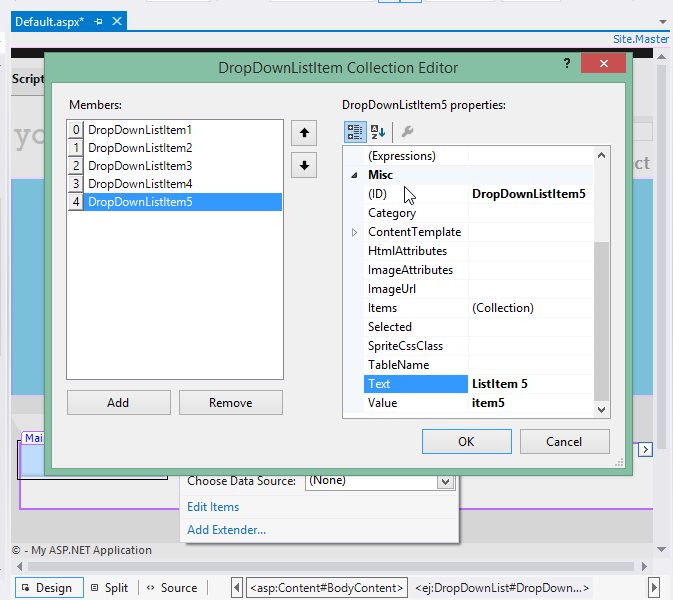 Default.aspx*
Site.Master
DropDownListItem Collection Editor
?
Script
Members:
DropDownListItem5 properties:
0 DropDownListItem1
1 DropDownListItem2
2 DropDownListItem3
3 DropDownListItem4
4 DropDownListItem5
(Expressions)
Misc
(ID) DropDownListItem5
Category
ContentTemplate
HtmlAttributes
ImageAttributes
ImageUrl
Items (Collection)
Selected
SpriteCssClass
TableName
Text ListItem 5
Value item5
yo
ct
Add Remove
OK Cancel
Mai
Choose Data Source: (None)
Edit Items
Add Extender...
© - My ASP.NET Application
Design Split Source <asp:Content#BodyContent> <ej:DropDownList#DropDown...>